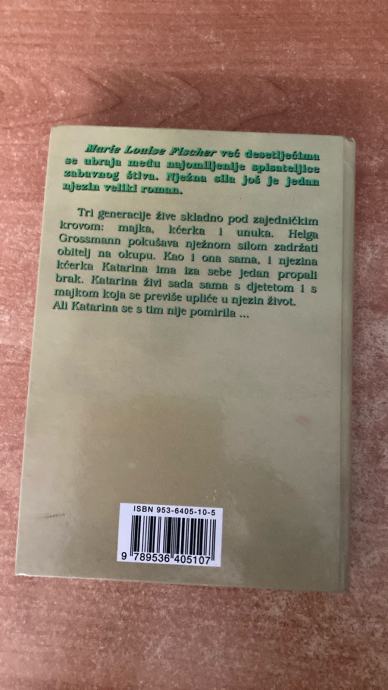 Marie Louise Fischer već desetljećima
se ubraja među najomiljenije spisateljice
zabavnog štiva. Nježna sila još je jedan
njezin veliki roman.
Tri generacije žive skladno pod zajedničkim
krovom: majka, kćerka i unuka. Helga
Grossmann pokušava nježnom silom zadržati
obitelj na okupu. Kao i ona sama, i njezina
kćerka Katarina ima iza sebe jedan propali
brak. Katarina živi sada sama s djetetom i s
majkom koja se previše upliće u njezin život.
Ali Katarina se s tim nije pomirila ...
ISBN 953-6405-10-5
9 789536 405107